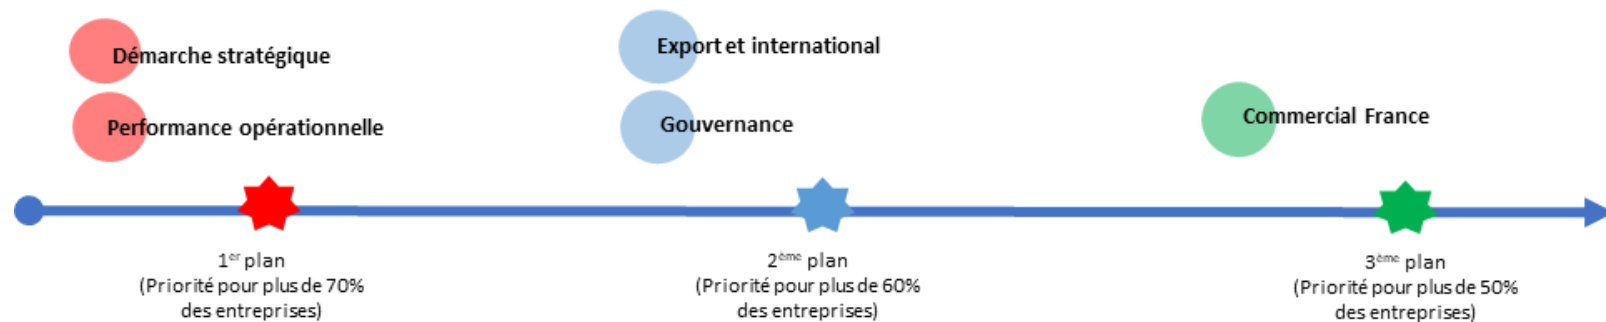 Démarche stratégique
Performance opérationnelle
Export et international
Gouvernance
Commercial France
1er plan
(Priorité pour plus de 70%
des entreprises)
2ème plan
(Priorité pour plus de 60%
des entreprises)
3ème plan
(Priorité pour plus de 50%
des entreprises)